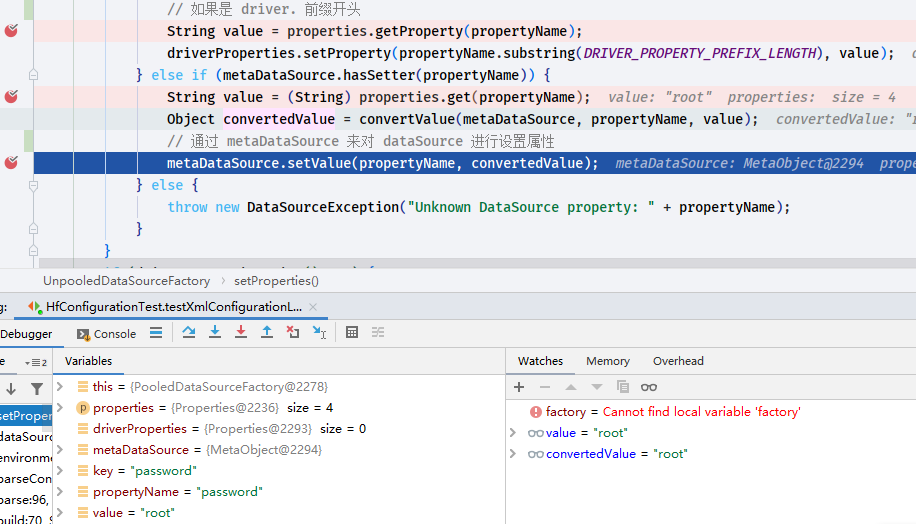 // 如果是 driver. 前缀开头
String value = properties.getProperty(propertyName);
driverProperties.setProperty(propertyName.substring(DRIVER_PROPERTY_PREFIX_LENGTH), value);
} else if (metaDataSource.hasSetter(propertyName)) {
String value = (String) properties.get(propertyName);  value: "root"  properties:  size = 4
Object convertedValue = convertValue(metaDataSource, propertyName, value);  convertedValue:
// 通过 metaDataSource 来对 dataSource 进行设置属性
metaDataSource.setValue(propertyName, convertedValue);  metaDataSource: MetaObject@2294  prope
} else {
throw new DataSourceException("Unknown DataSource property: " + propertyName);
}
}
UnpooledDataSourceFactory > setProperties()
g: HfConfigurationTest.testXmlConfigurationL... ×
Debugger Console
Variables
Watches Memory Overhead
2
this = {PooledDataSourceFactory@2278}
properties = {Properties@2236} size = 4
driverProperties = {Properties@2293} size = 0
metaDataSource = {MetaObject@2294}
key = "password"
propertyName = "password"
value = "root"
setProper
dataSourc
environme
parseCon
parse:96,
build:70, S
factory = Cannot find local variable 'factory'
value = "root"
convertedValue = "root"